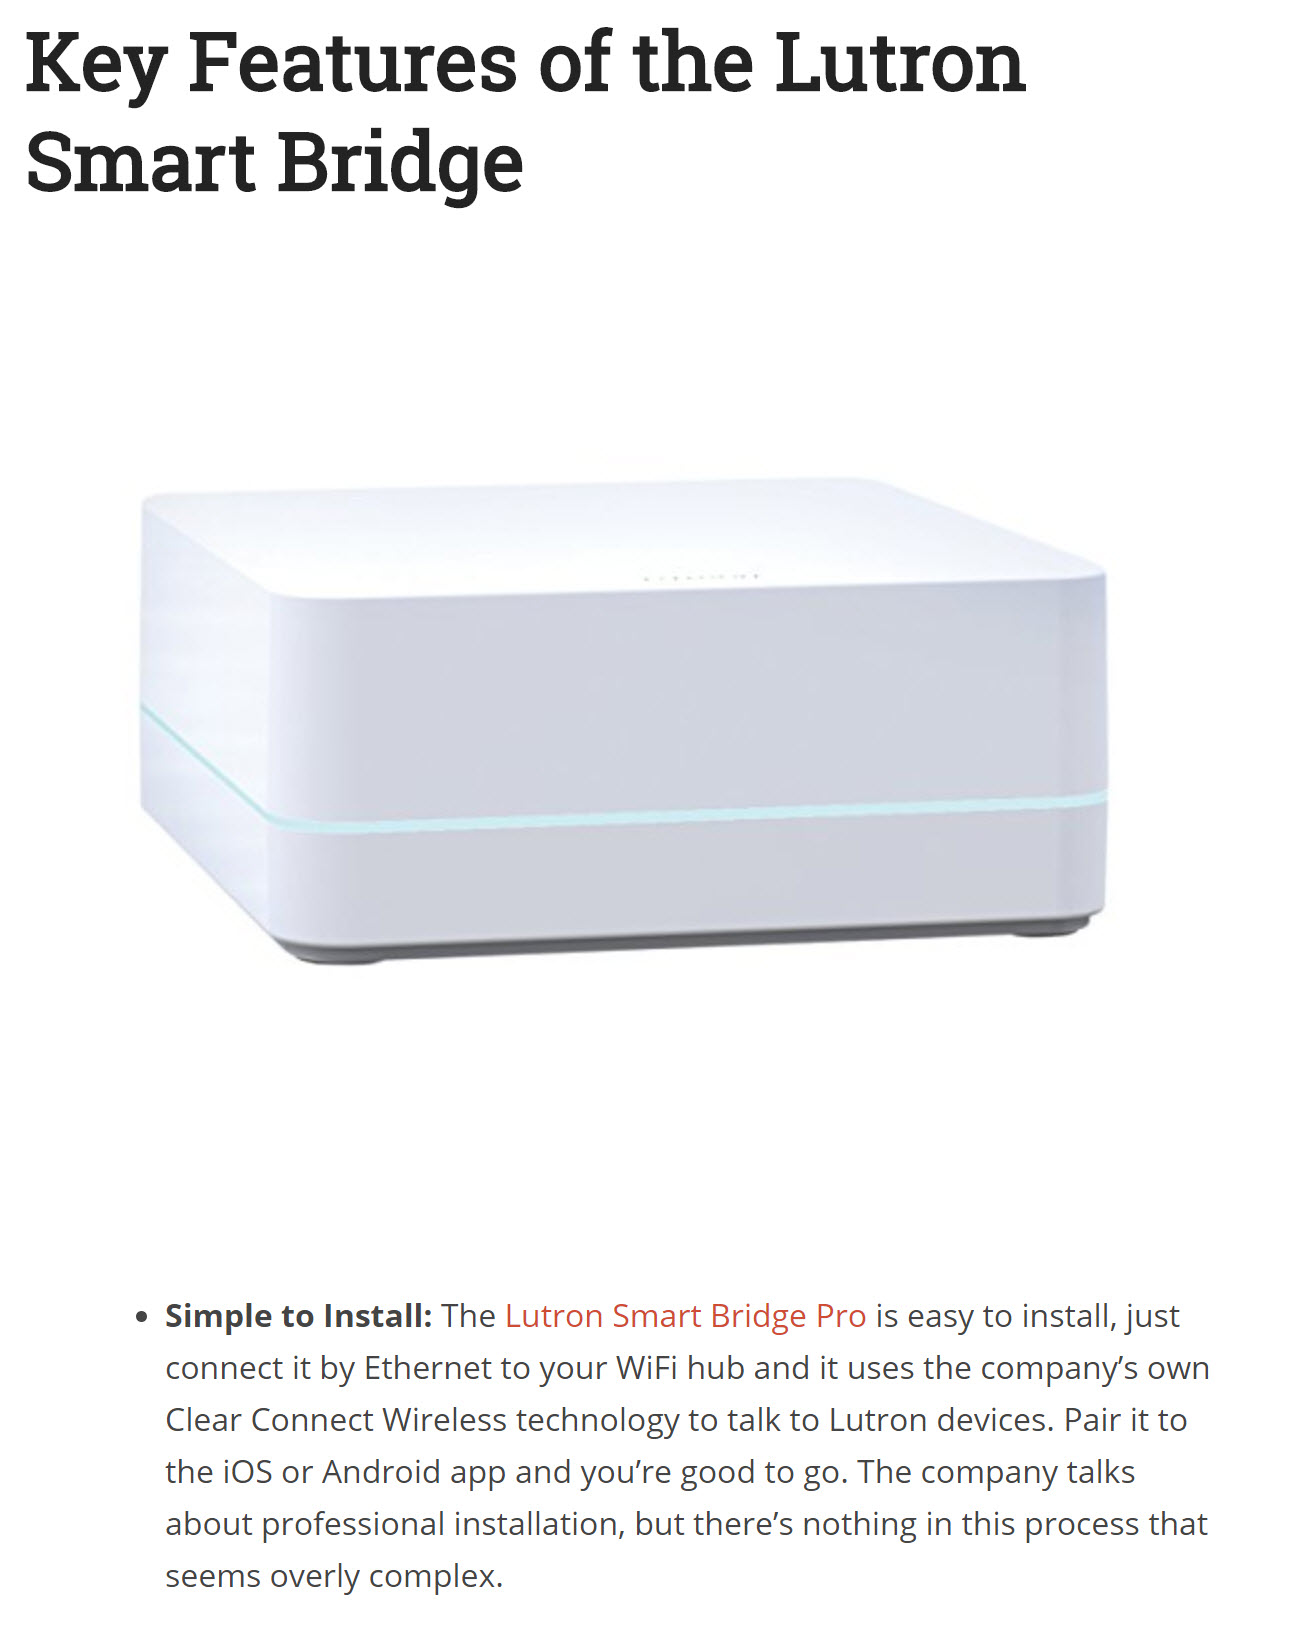 Key Features of the Lutron
Smart Bridge
Simple to Install: The Lutron Smart Bridge Pro is easy to install, just
connect it by Ethernet to your WiFi hub and it uses the company’s own
Clear Connect Wireless technology to talk to Lutron devices. Pair it to
the iOS or Android app and you’re good to go. The company talks
about professional installation, but there’s nothing in this process that
seems overly complex.